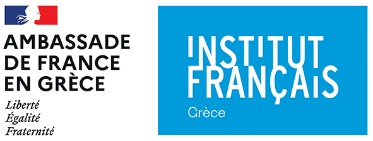 AMBASSADE
DE FRANCE
EN GRÈCE
Liberté
Égalité
Fraternité
INSTITUT
FRANÇAIS
Grèce